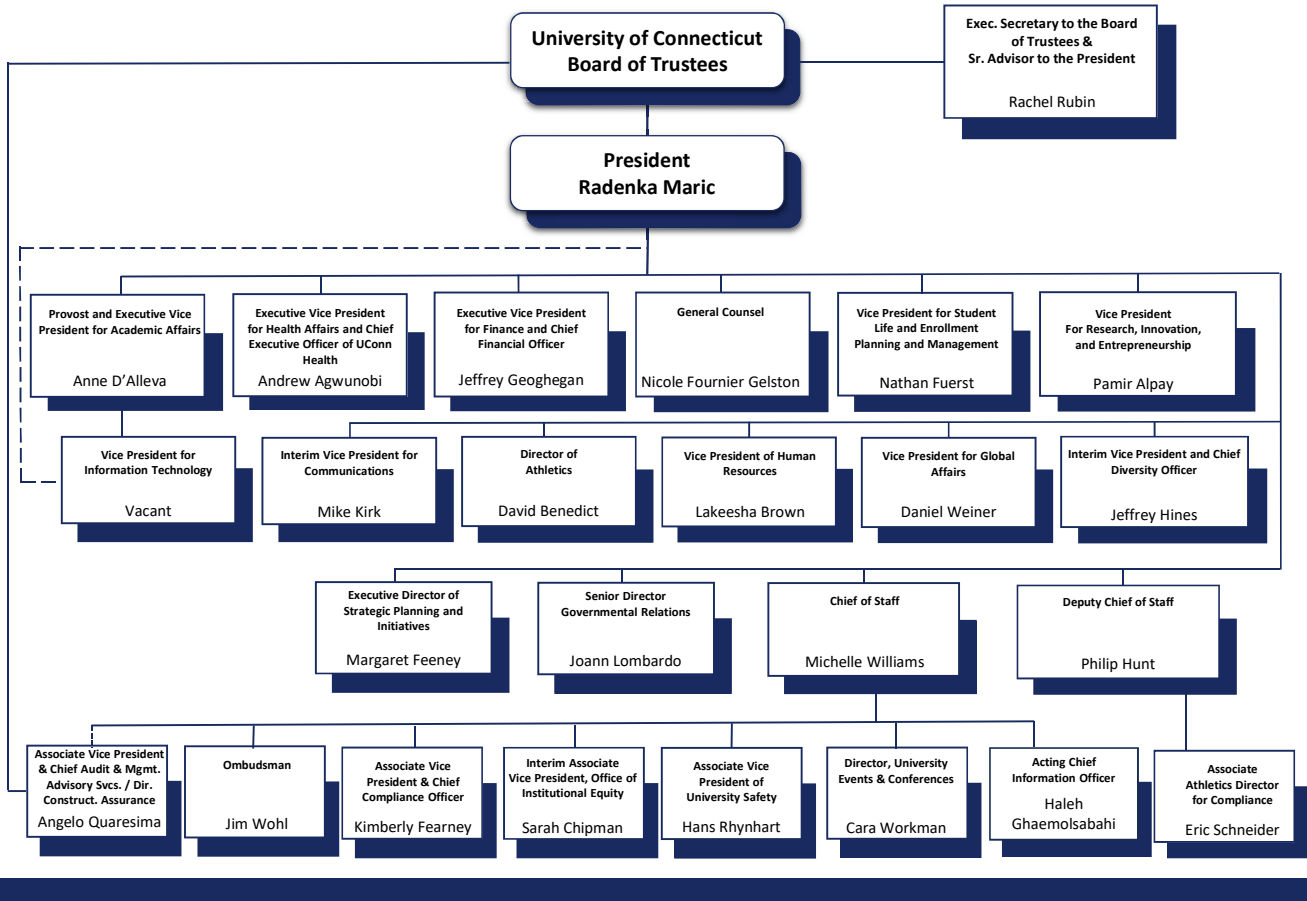 University of Connecticut
Board of Trustees
Exec. Secretary to the Board
of Trustees &
Sr. Advisor to the President
Rachel Rubin
President
Radenka Maric
Provost and Executive Vice
President for Academic Affairs
Anne D’Alleva
Executive Vice President
for Health Affairs and Chief
Executive Officer of UConn
Health
Andrew Agwunobi
Executive Vice President
for Finance and Chief
Financial Officer
Jeffrey Geoghegan
General Counsel
Nicole Fournier Gelston
Vice President for Student
Life and Enrollment
Planning and Management
Nathan Fuerst
Vice President
For Research, Innovation,
and Entrepreneurship
Pamir Alpay
Vice President for
Information Technology
Vacant
Interim Vice President for
Communications
Mike Kirk
Director of
Athletics
David Benedict
Vice President of Human
Resources
Lakeesha Brown
Vice President for Global
Affairs
Daniel Weiner
Interim Vice President and Chief
Diversity Officer
Jeffrey Hines
Executive Director of
Strategic Planning and
Initiatives
Margaret Feeney
Senior Director
Governmental Relations
Joann Lombardo
Chief of Staff
Michelle Williams
Deputy Chief of Staff
Philip Hunt
Associate Vice President
& Chief Audit & Mgmt.
Advisory Svcs. / Dir.
Construct. Assurance
Angelo Quaresima
Ombudsman
Jim Wohl
Associate Vice
President & Chief
Compliance Officer
Kimberly Fearney
Interim Associate
Vice President, Office of
Institutional Equity
Sarah Chipman
Associate Vice
President of
University Safety
Hans Rhynhart
Director, University
Events & Conferences
Cara Workman
Acting Chief
Information Officer
Haleh
Ghaemolsabahi
Associate
Athletics Director
for Compliance
Eric Schneider